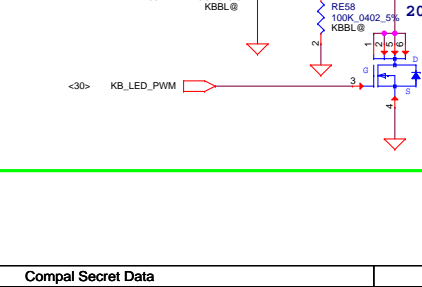 KBBL@
RE58
100K_0402_5%
KBBL@
20
2
1 2 5 6
D
G
3
S
4
<30> KB_LED_PWM
Compal Secret Data